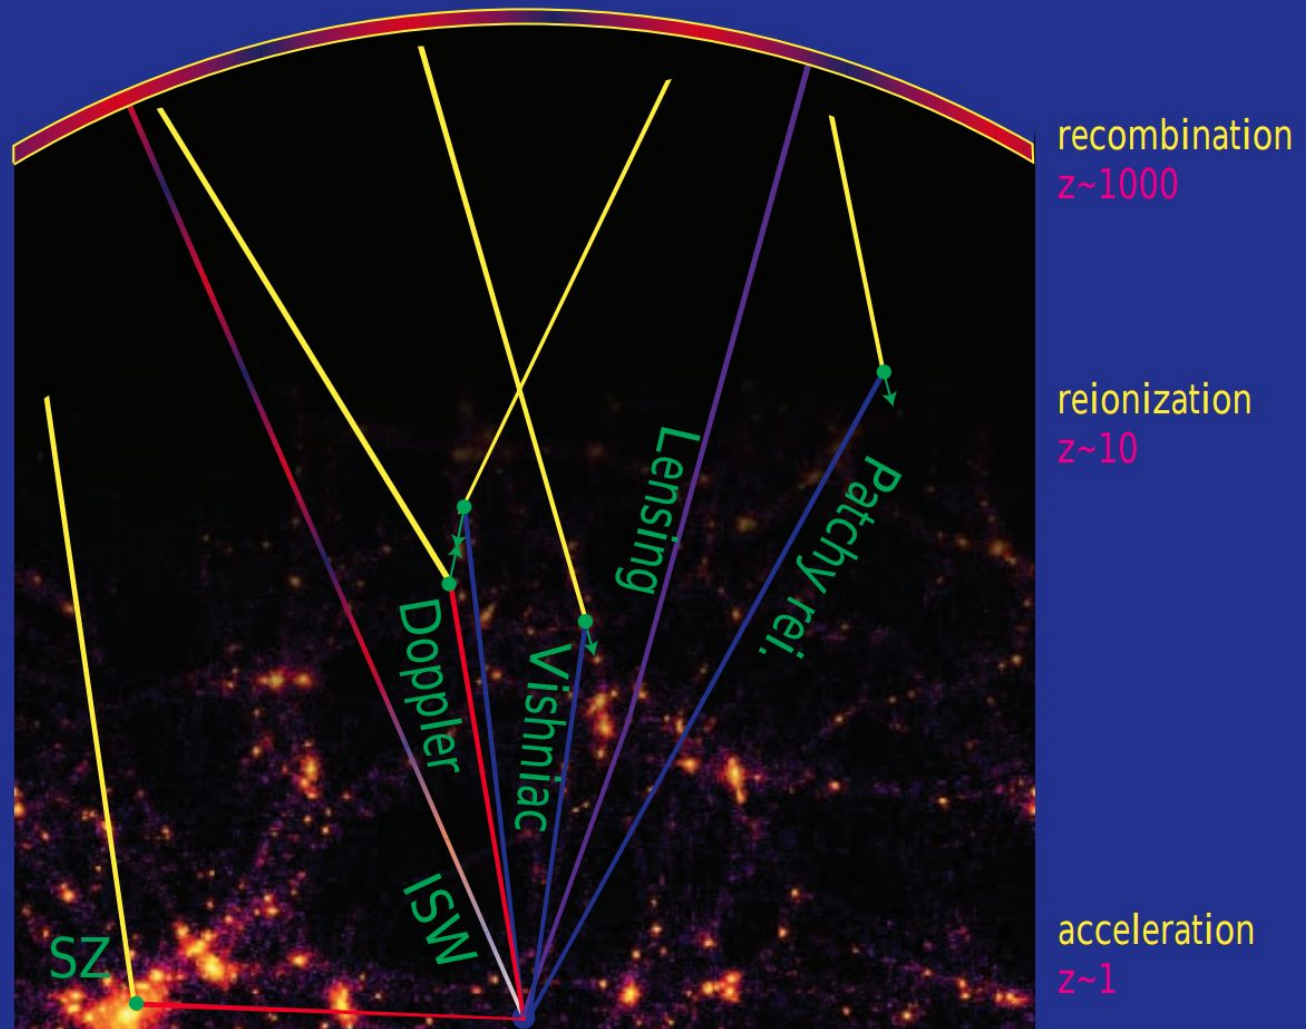 recombination
z~1000
reionization
z~10
Lensing
Patchy rei.
Doppler
Vishniac
ISW
SZ
acceleration
z~1